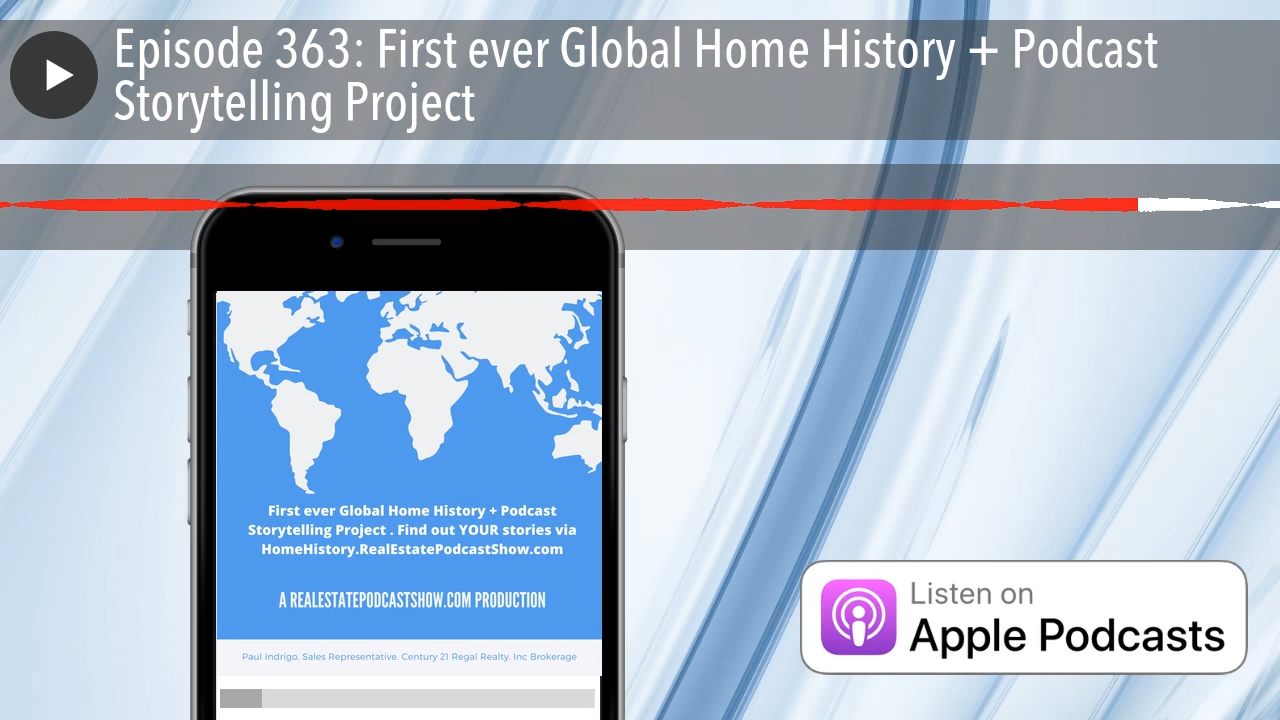 Episode 363: First ever Global Home History + Podcast
Storytelling Project
First ever Global Home History + Podcast
Storytelling Project . Find out YOUR stories via
HomeHistory.RealEstatePodcastShow.com
A REALESTATEPODCASTSHOW.COM PRODUCTION
Paul Indrigo. Sales Representative. Century 21 Regal Realty. Inc Brokerage
Listen on
Apple Podcasts